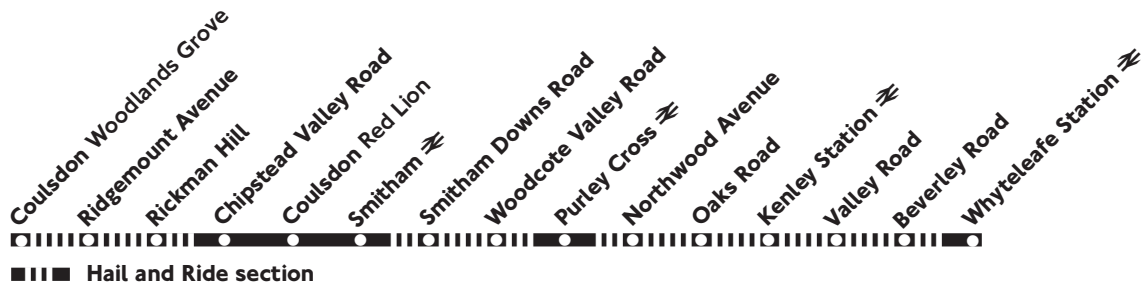 Coulsdon Woodlands Grove
Ridgemount Avenue
Rickman Hill
Chipstead Valley Road
Coulsdon Red Lion
Smitham
Smitham Downs Road
Woodcote Valley Road
Purley Cross
Northwood Avenue
Oaks Road
Kenley Station
Valley Road
Beverley Road
Whyteleafe Station
Hail and Ride section